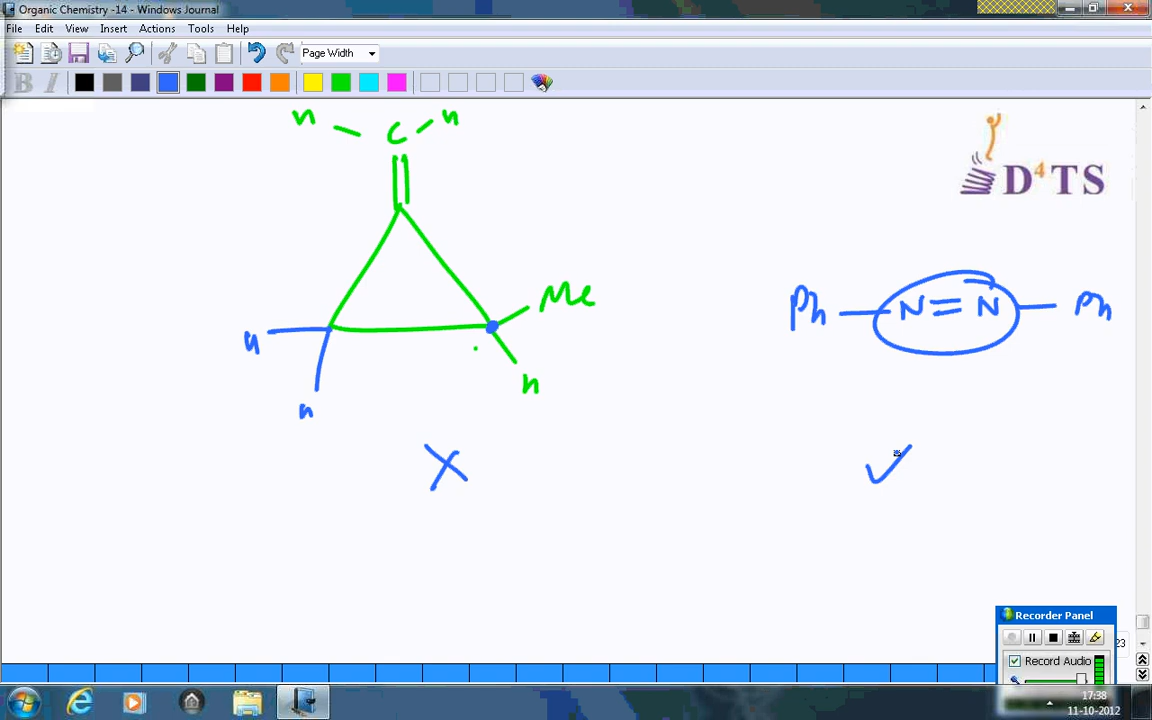 Organic Chemistry -14 - Windows Journal
File Edit View Insert Actions Tools Help
Page Width
B I
n C n
D4TS
Me
Ph N=N Ph
n
n
n
Recorder Panel
23
Record Audio
17:38
11-10-2012